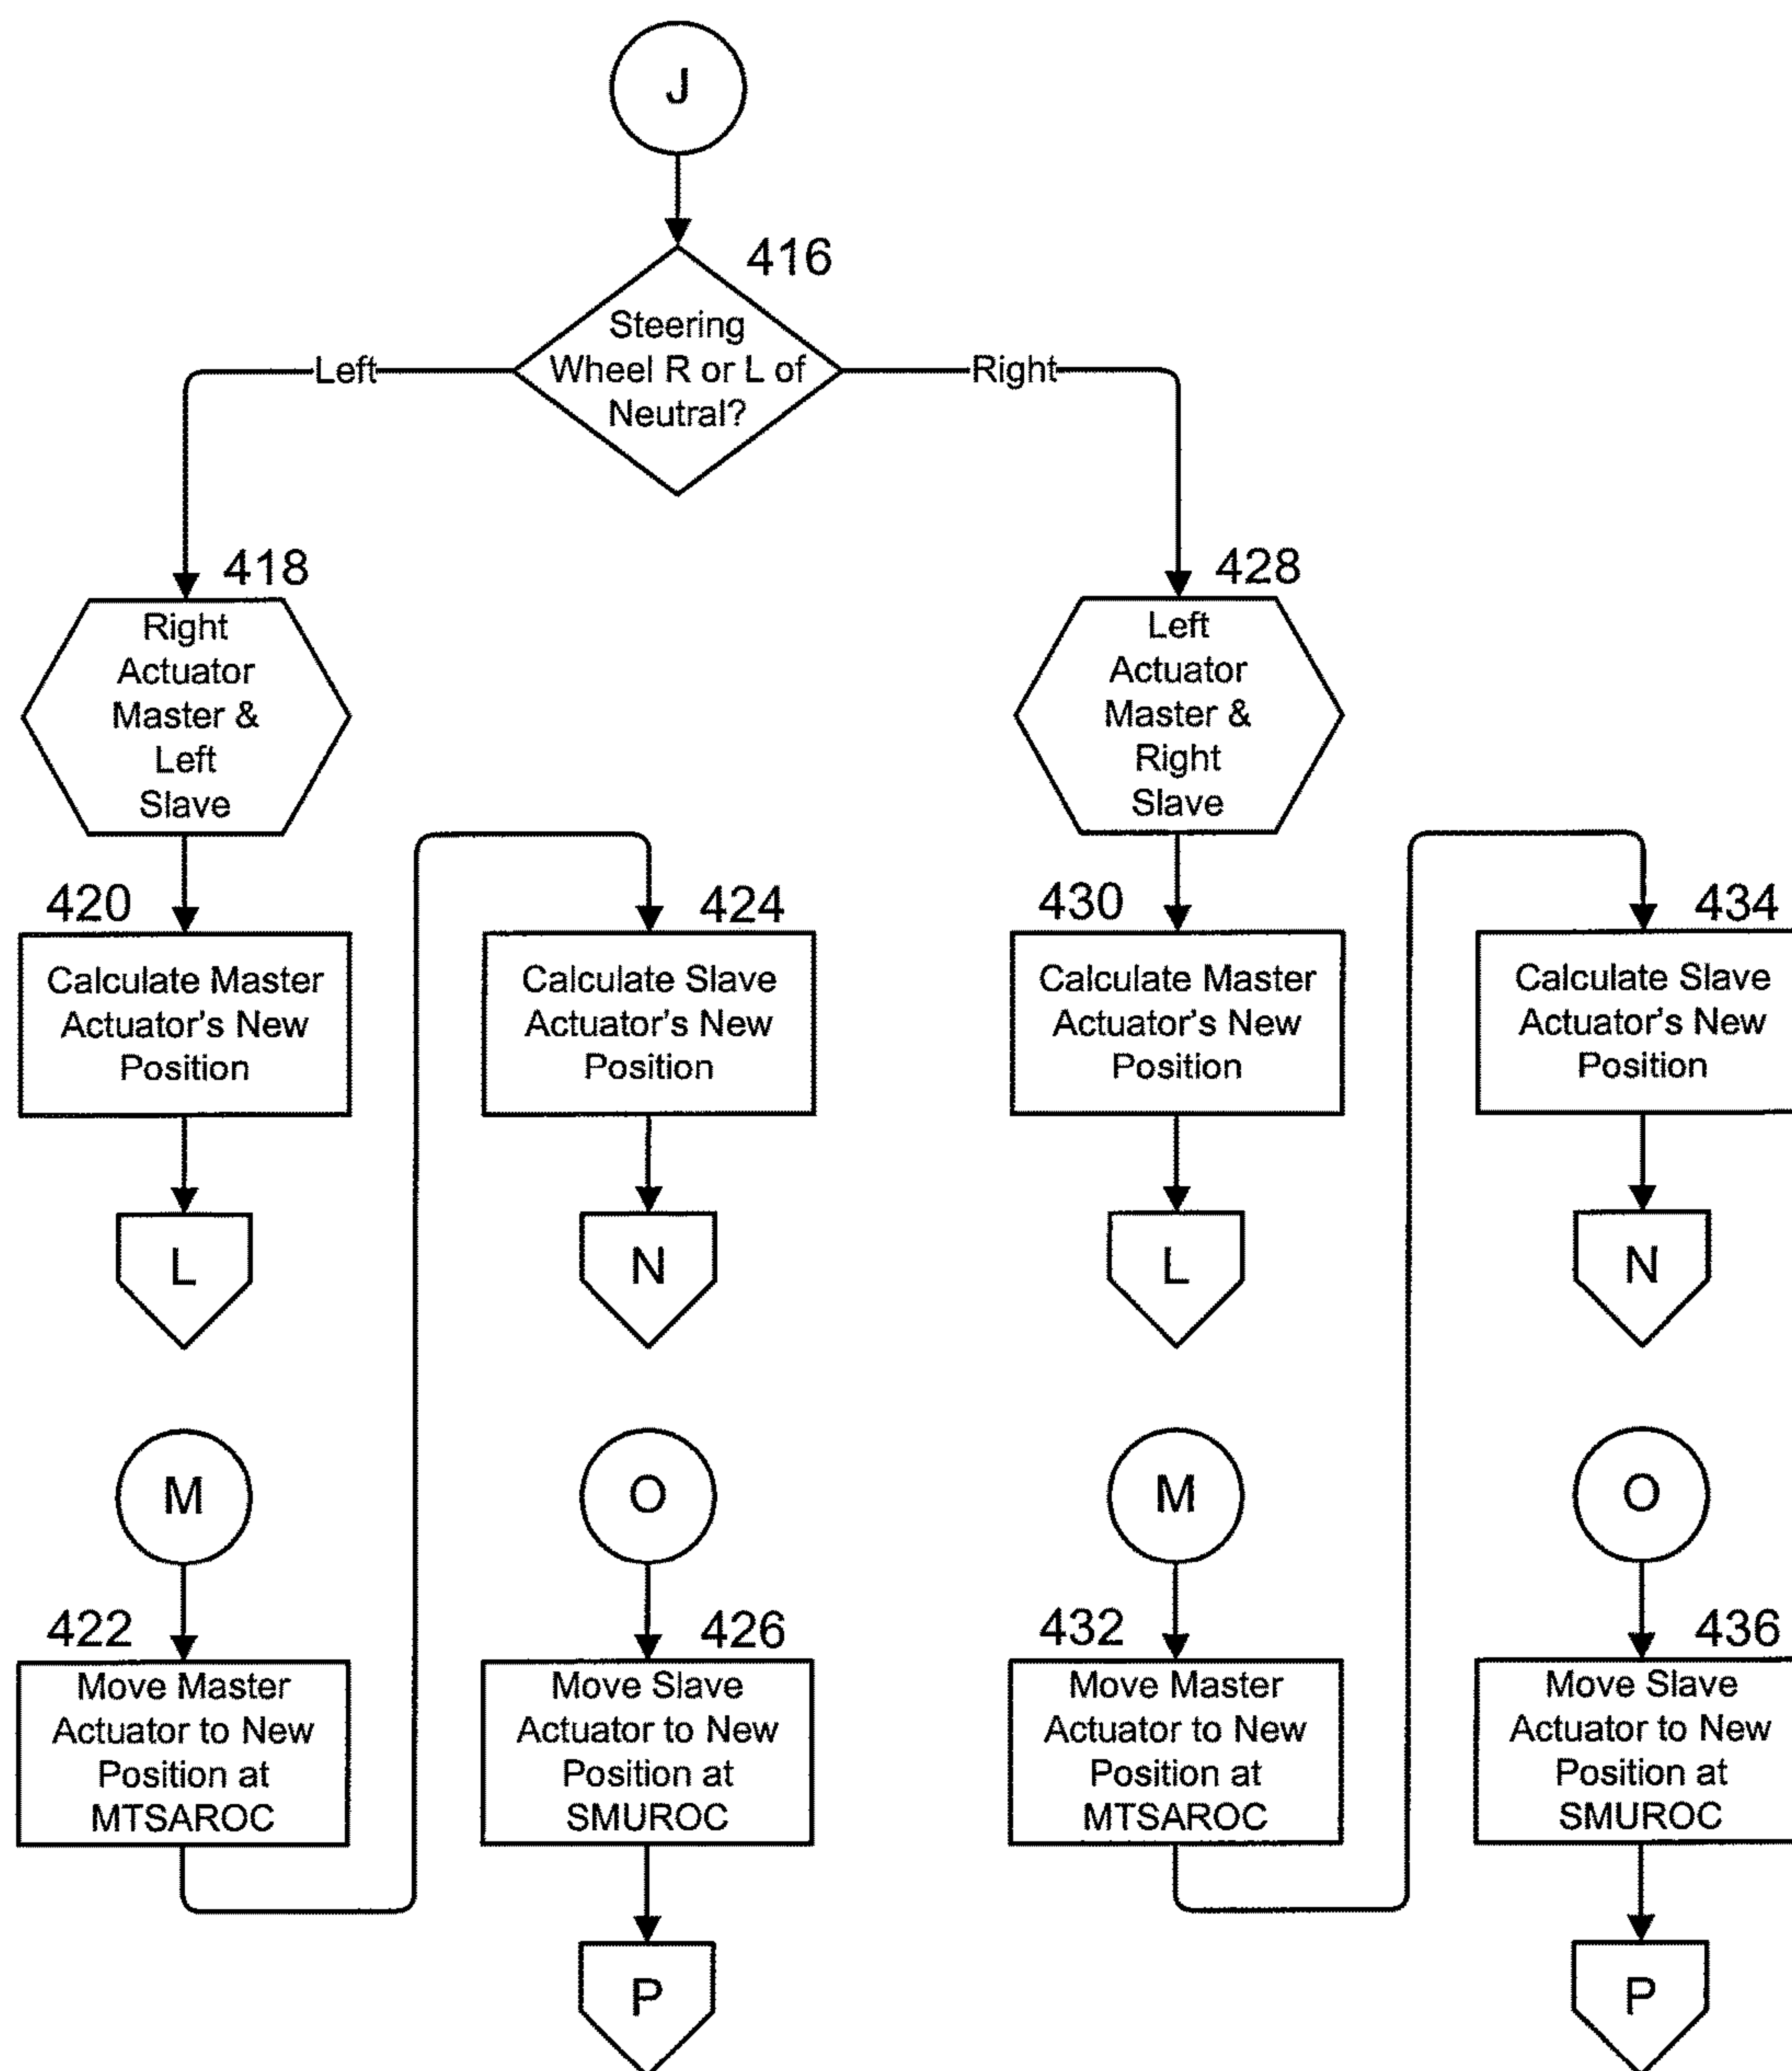 J
416
Steering
Wheel R or L of
Neutral?
Left
Right
418
Right
Actuator
Master &
Left
Slave
428
Left
Actuator
Master &
Right
Slave
420
Calculate Master
Actuator's New
Position
424
Calculate Slave
Actuator's New
Position
430
Calculate Master
Actuator's New
Position
434
Calculate Slave
Actuator's New
Position
L
N
L
N
M
O
M
O
422
Move Master
Actuator to New
Position at
MTSAROC
426
Move Slave
Actuator to New
Position at
SMUROC
432
Move Master
Actuator to New
Position at
MTSAROC
436
Move Slave
Actuator to New
Position at
SMUROC
P
P